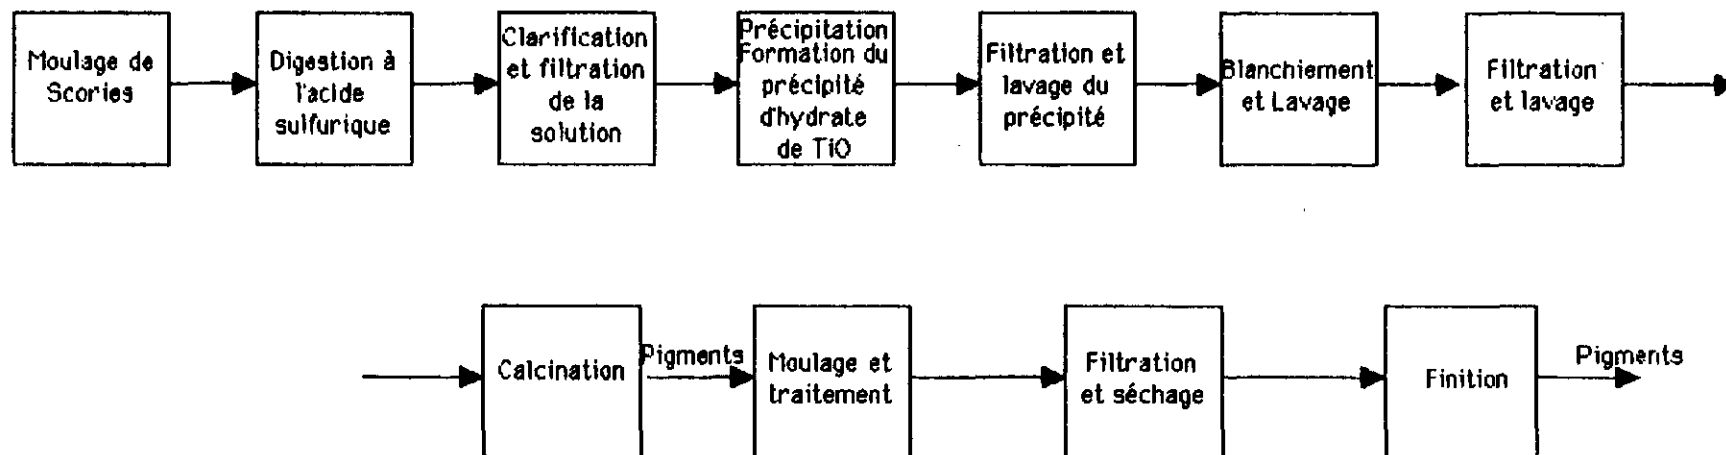 Moulage de
Scories
Digestion à
l'acide
sulfurique
Clarification
et filtration
de la
solution
Précipitation
Formation du
précipité
d'hydrate
de TiO
Filtration et
lavage du
précipité
Blanchiement
et Lavage
Filtration
et lavage
Calcination
Pigments
Moulage et
traitement
Filtration
et séchage
Finition
Pigments